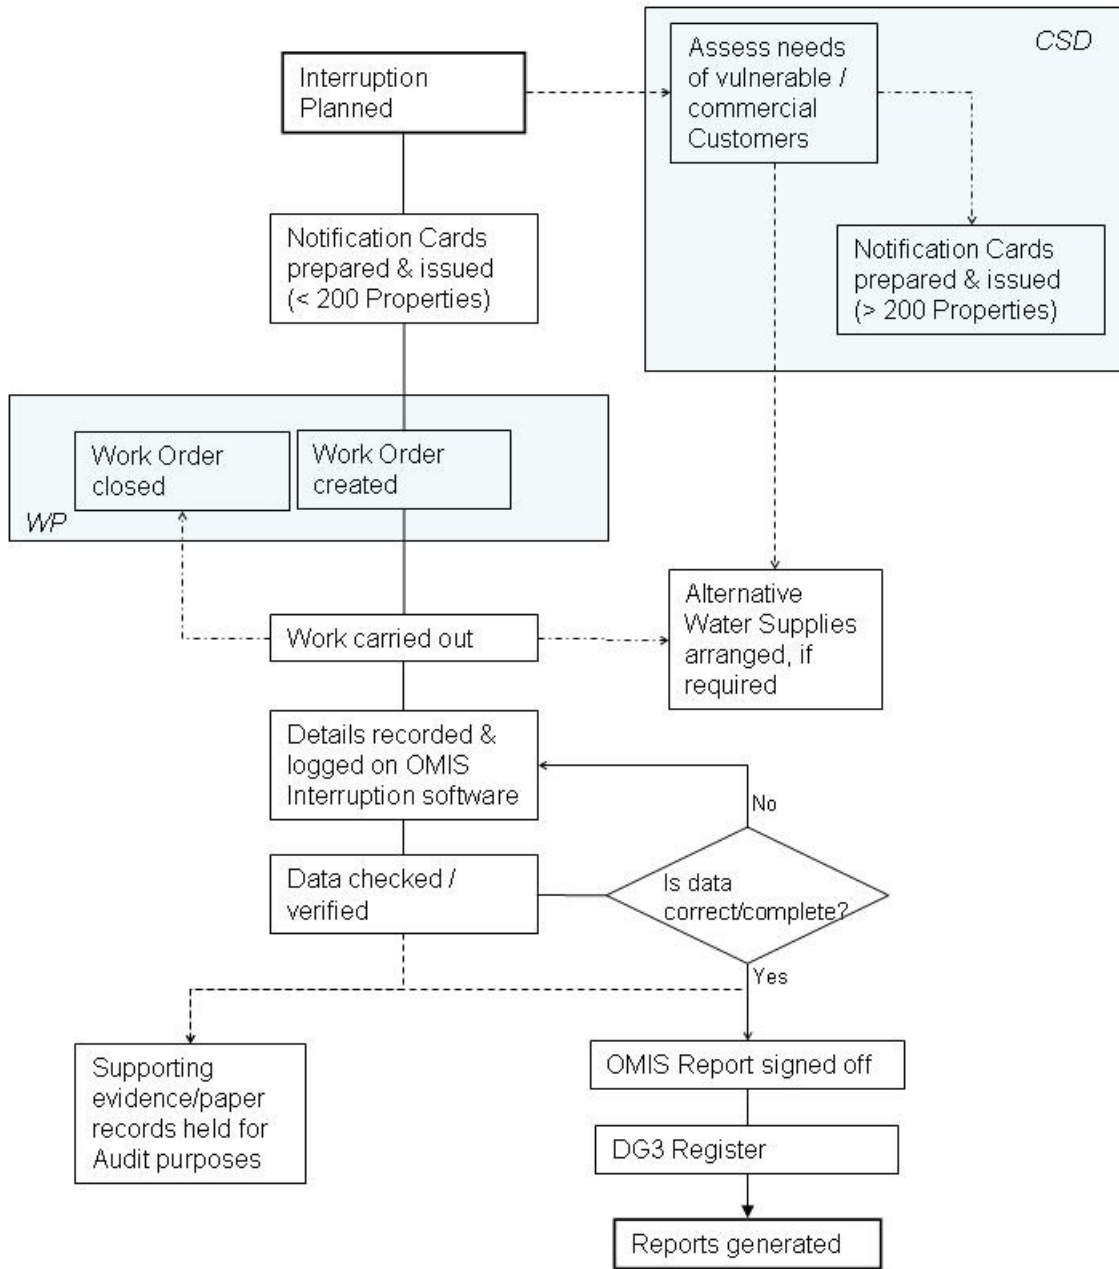 Interruption
Planned
Assess needs
of vulnerable /
commercial
Customers
CSD
Notification Cards
prepared & issued
(< 200 Properties)
Notification Cards
prepared & issued
(> 200 Properties)
Work Order
closed
Work Order
created
WP
Work carried out
Alternative
Water Supplies
arranged, if
required
Details recorded &
logged on OMIS
Interruption software
No
Data checked /
verified
Is data
correct/complete?
Yes
Supporting
evidence/paper
records held for
Audit purposes
OMIS Report signed off
DG3 Register
Reports generated